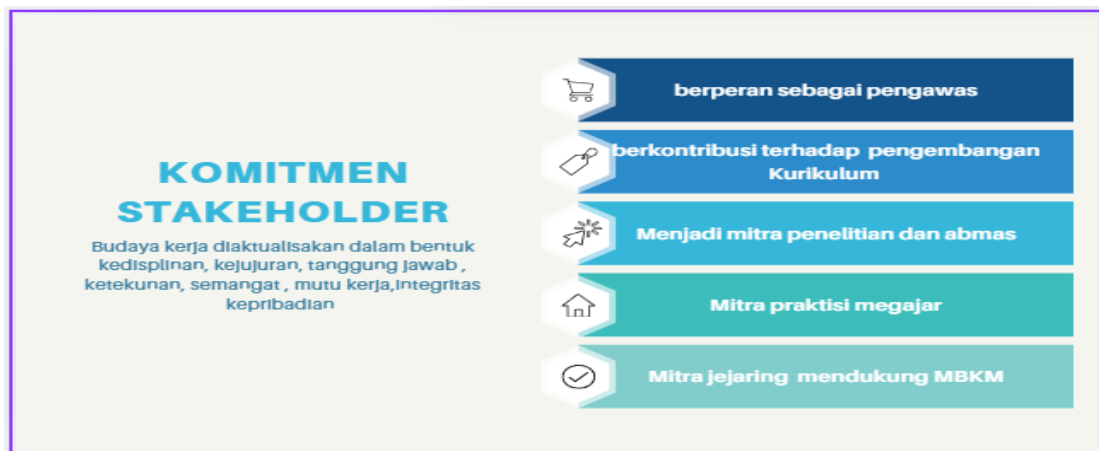 KOMITMEN
STAKEHOLDER
Budaya kerja diaktualisakan dalam bentuk
kedisplinan, kejujuran, tanggung jawab ,
ketekunan, semangat , mutu kerja,integritas
kepribadian
berperan sebagai pengawas
berkontribusi terhadap pengembangan
Kurikulum
Menjadi mitra penelitian dan abmas
Mitra praktisi megajar
Mitra jejaring mendukung MBKM